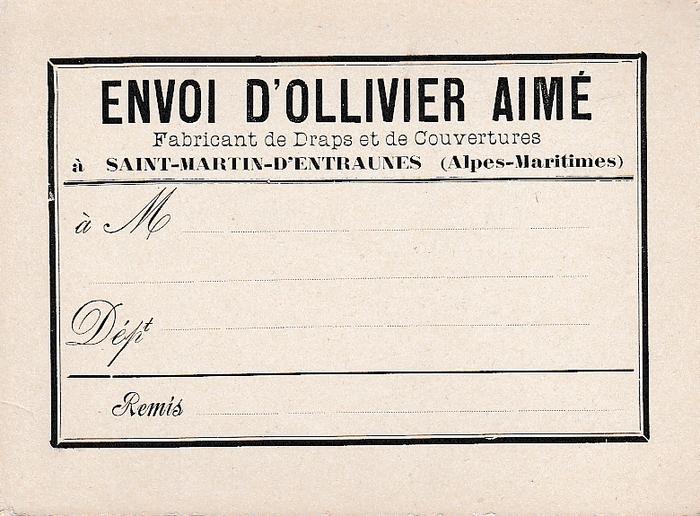 ENVOI D'OLLIVIER AIMÉ
Fabricant de Draps et de Couvertures
à SAINT-MARTIN-D'ENTRAUNES (Alpes-Maritimes)
à M
Dépt
Remis